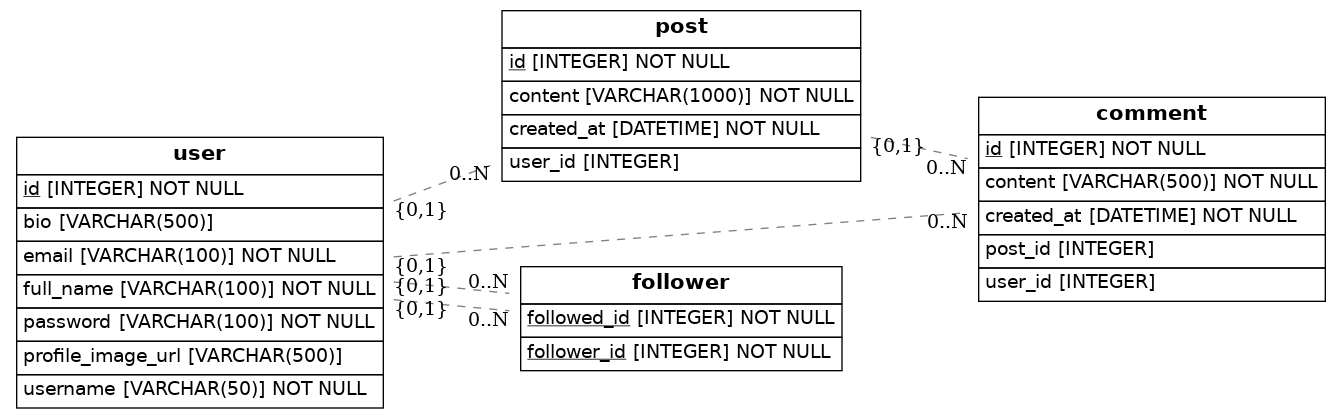 post
id [INTEGER] NOT NULL
content [VARCHAR(1000)] NOT NULL
created_at [DATETIME] NOT NULL
user_id [INTEGER]
user
id [INTEGER] NOT NULL
bio [VARCHAR(500)]
email [VARCHAR(100)] NOT NULL
full_name [VARCHAR(100)] NOT NULL
password [VARCHAR(100)] NOT NULL
profile_image_url [VARCHAR(500)]
username [VARCHAR(50)] NOT NULL
0..N
{0,1}
{0,1}
0..N
{0,1}
0..N
{0,1}
0..N
follower
followed_id [INTEGER] NOT NULL
follower_id [INTEGER] NOT NULL
{0,1}
0..N
comment
id [INTEGER] NOT NULL
content [VARCHAR(500)] NOT NULL
created_at [DATETIME] NOT NULL
post_id [INTEGER]
user_id [INTEGER]